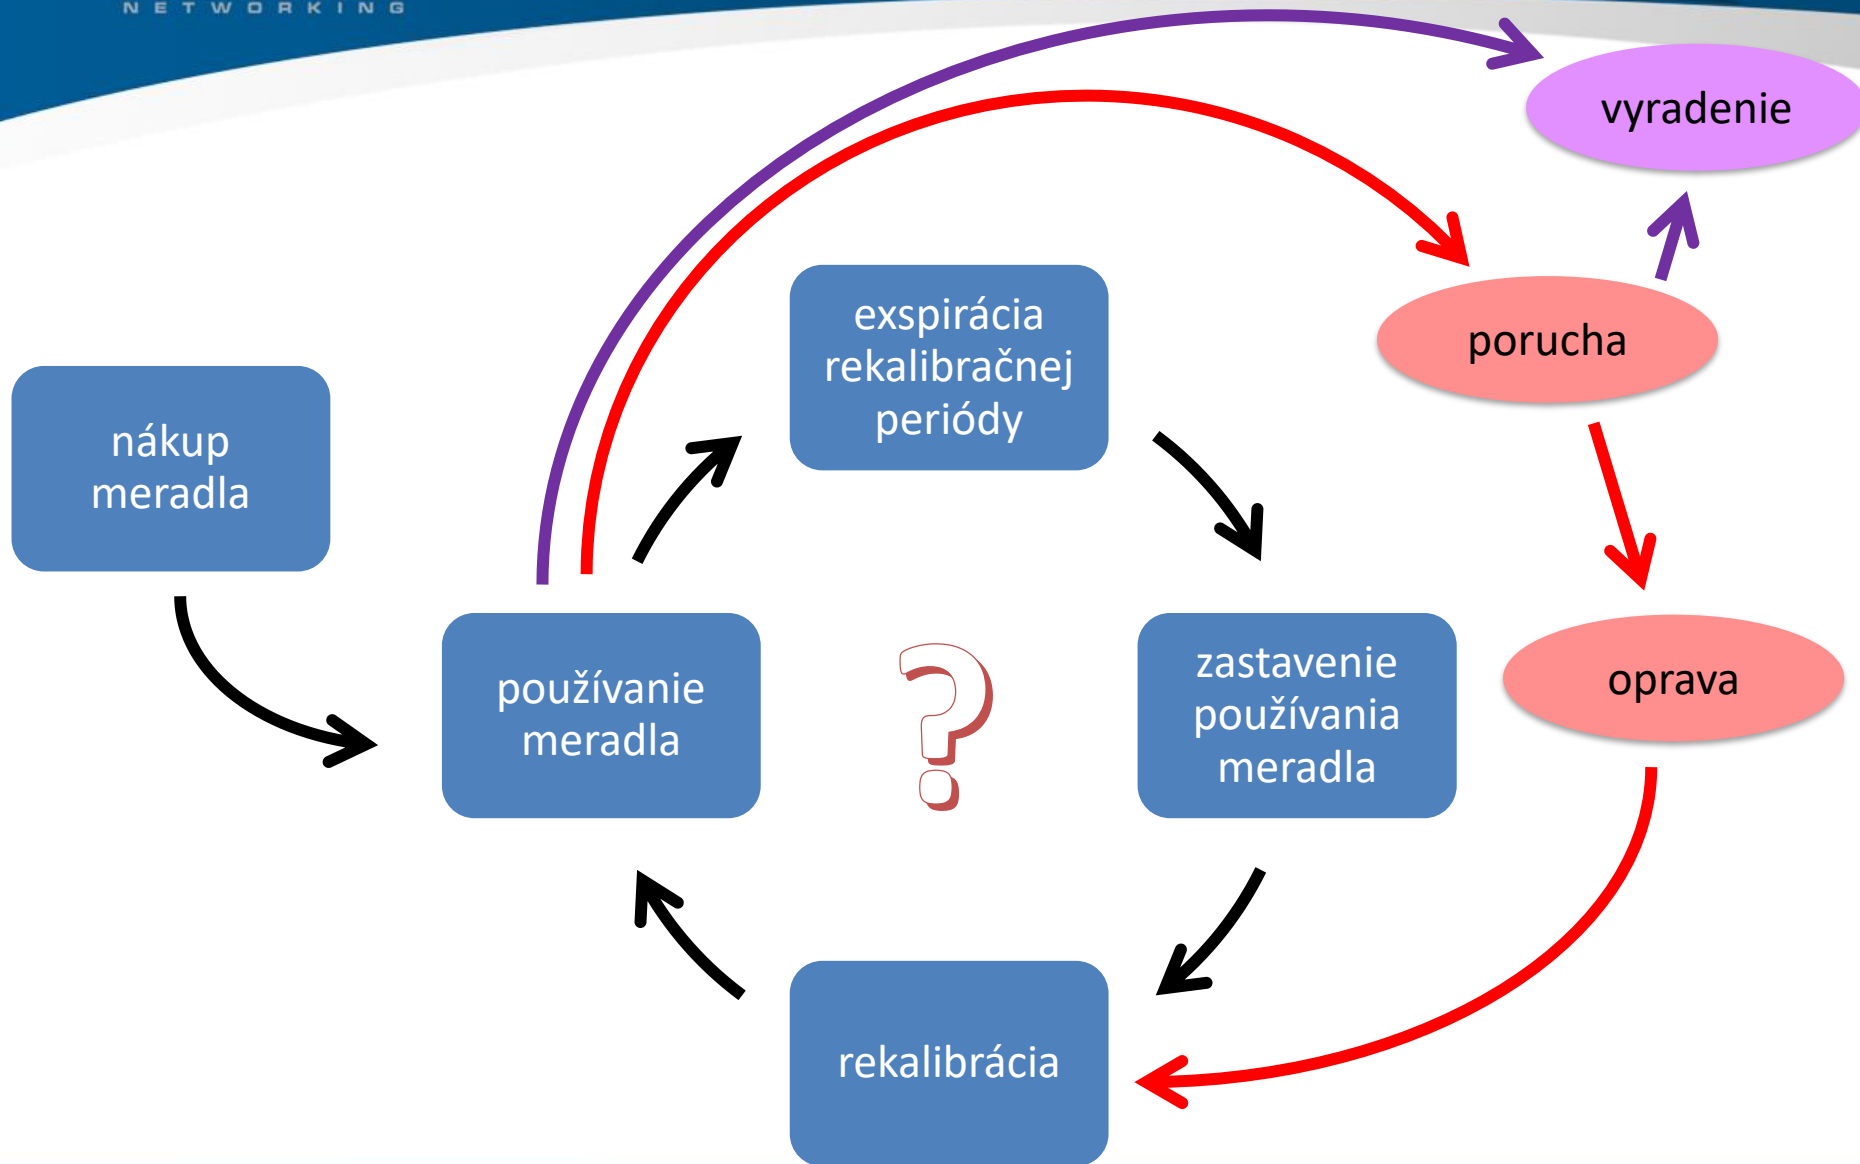 NETWORKING
vyradenie
exspirácia
rekalibračnej
periódy
porucha
nákup
meradla
používanie
meradla
?
zastavenie
používania
meradla
oprava
rekalibrácia